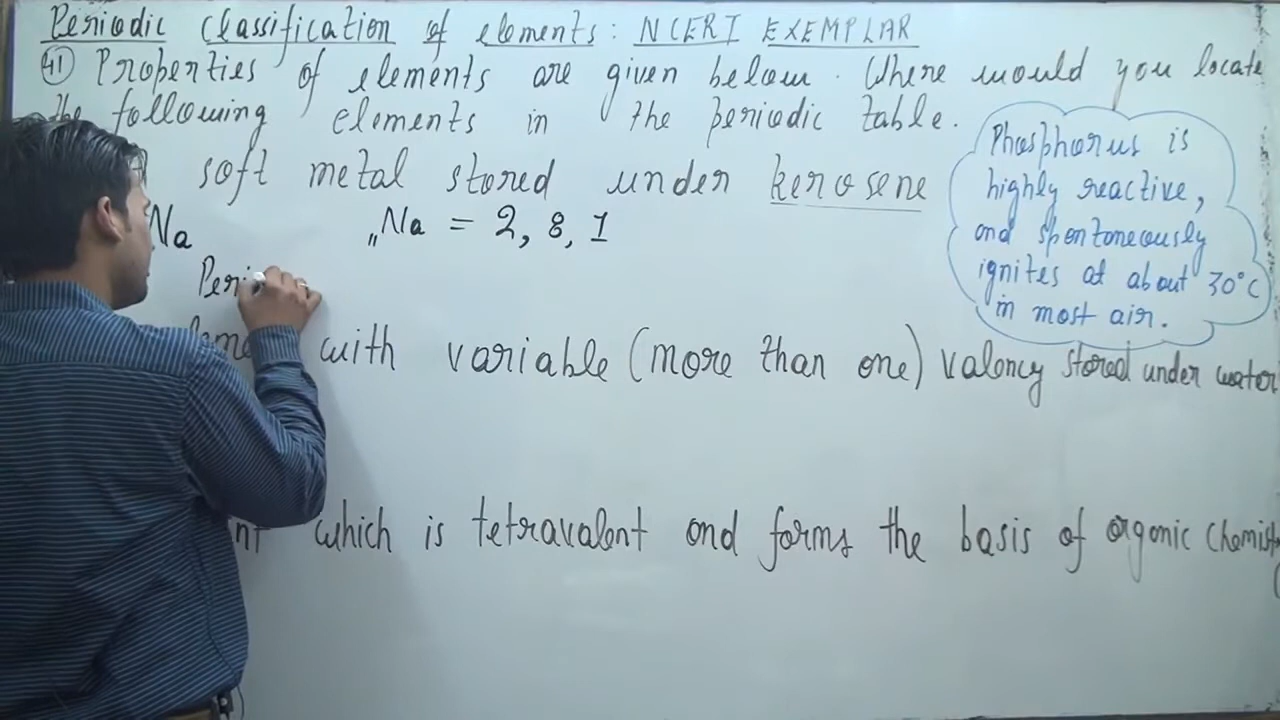 Periodic Classification of elements: NCERT EXEMPLAR
41 Properties of elements are given below. Where would you locate
the following elements in the periodic table.
soft metal stored under kerosene
Na ₁₁Na = 2, 8, 1
Peri
with variable (more than one) valency stored under water
which is tetravalent and forms the basis of organic chemist
Phosphorus is
highly reactive,
and spontaneously
ignites at about 30°C
in most air.